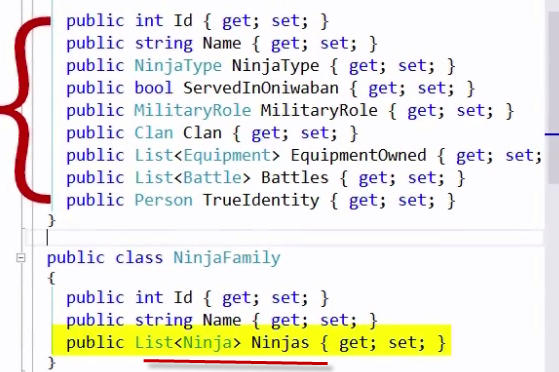 public int Id { get; set; }
public string Name { get; set; }
public NinjaType NinjaType { get; set; }
public bool ServedInOniwaban { get; set; }
public MilitaryRole MilitaryRole { get; set; }
public Clan Clan { get; set; }
public List<Equipment> EquipmentOwned { get; set;
public List<Battle> Battles { get; set; }
public Person TrueIdentity { get; set; }
}
public class NinjaFamily
{
public int Id { get; set; }
public string Name { get; set; }
public List<Ninja> Ninjas { get; set; }
}